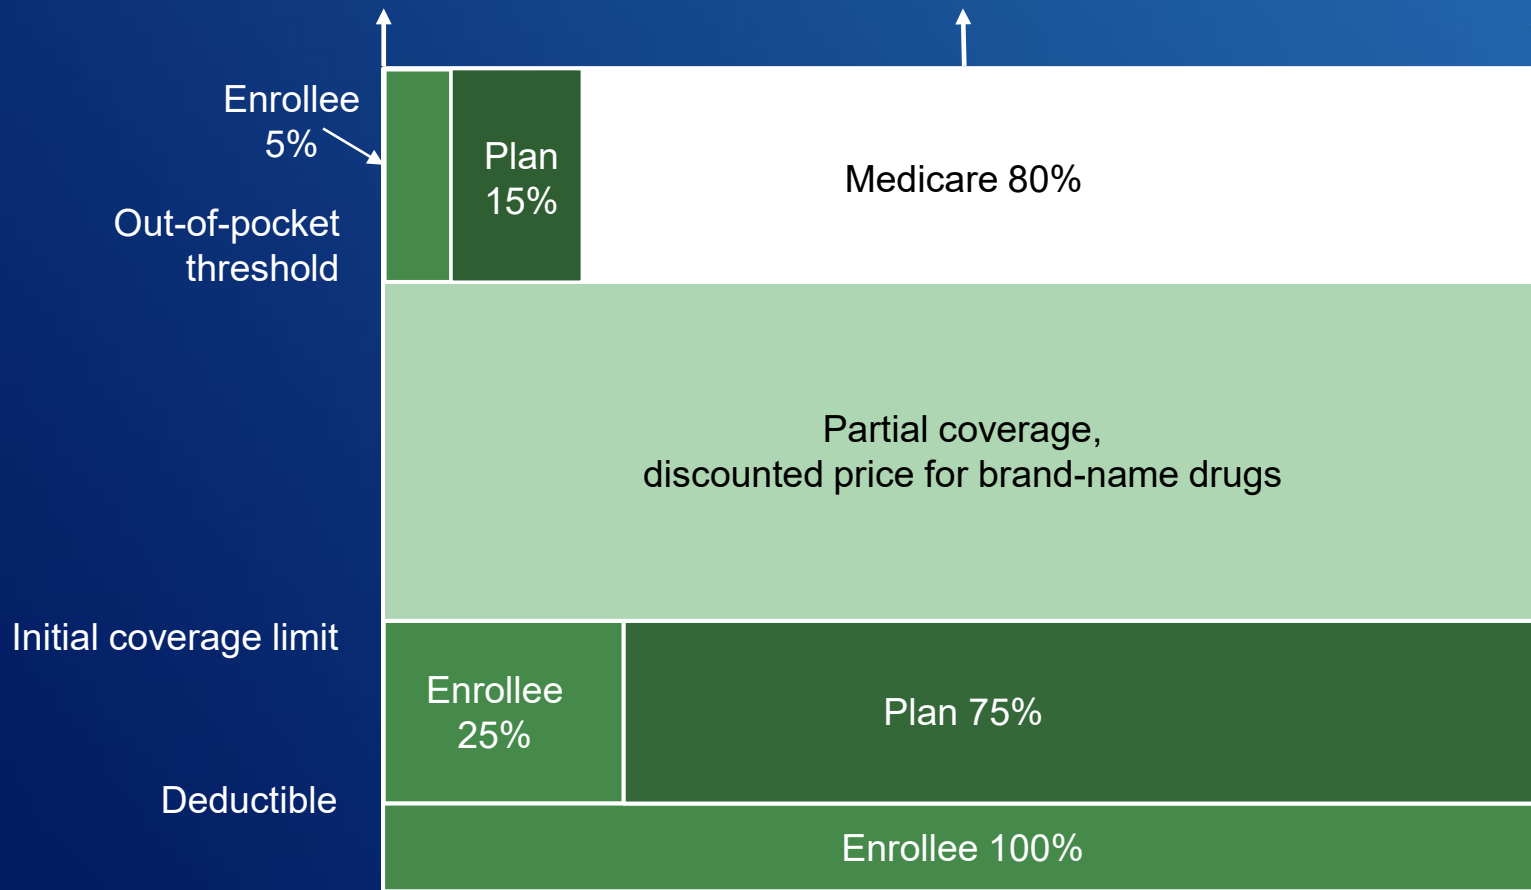 Enrollee
5%
Plan
15%
Medicare 80%
Out-of-pocket
threshold
Partial coverage,
discounted price for brand-name drugs
Initial coverage limit
Enrollee
25%
Plan 75%
Deductible
Enrollee 100%